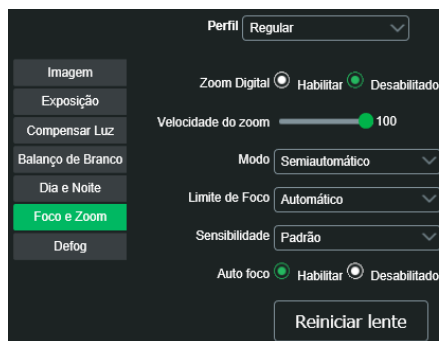 Perfil Regular
Imagem
Exposição
Compensar Luz
Balanço de Branco
Dia e Noite
Foco e Zoom
Defog
Zoom Digital Habilitar Desabilitado
Velocidade do zoom 100
Modo Semiautomático
Limite de Foco Automático
Sensibilidade Padrão
Auto foco Habilitar Desabilitado
Reiniciar lente